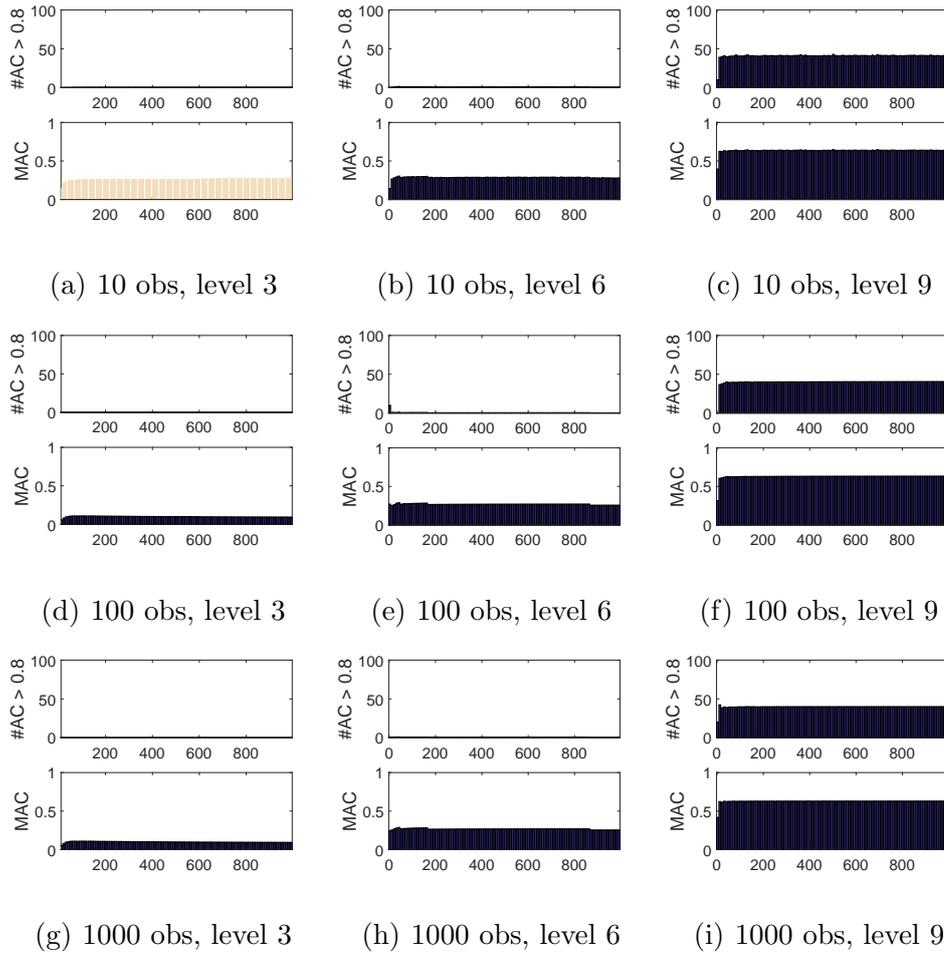 #AC > 0.8
100
50
0
200 400 600 800
MAC
1
0.5
0
200 400 600 800
(a) 10 obs, level 3
#AC > 0.8
100
50
0
0 200 400 600 800
MAC
1
0.5
0
0 200 400 600 800
(b) 10 obs, level 6
#AC > 0.8
100
50
0
0 200 400 600 800
MAC
1
0.5
0
0 200 400 600 800
(c) 10 obs, level 9
#AC > 0.8
100
50
0
200 400 600 800
MAC
1
0.5
0
200 400 600 800
(d) 100 obs, level 3
#AC > 0.8
100
50
0
0 200 400 600 800
MAC
1
0.5
0
0 200 400 600 800
(e) 100 obs, level 6
#AC > 0.8
100
50
0
0 200 400 600 800
MAC
1
0.5
0
0 200 400 600 800
(f) 100 obs, level 9
#AC > 0.8
100
50
0
200 400 600 800
MAC
1
0.5
0
200 400 600 800
(g) 1000 obs, level 3
#AC > 0.8
100
50
0
0 200 400 600 800
MAC
1
0.5
0
0 200 400 600 800
(h) 1000 obs, level 6
#AC > 0.8
100
50
0
0 200 400 600 800
MAC
1
0.5
0
0 200 400 600 800
(i) 1000 obs, level 9